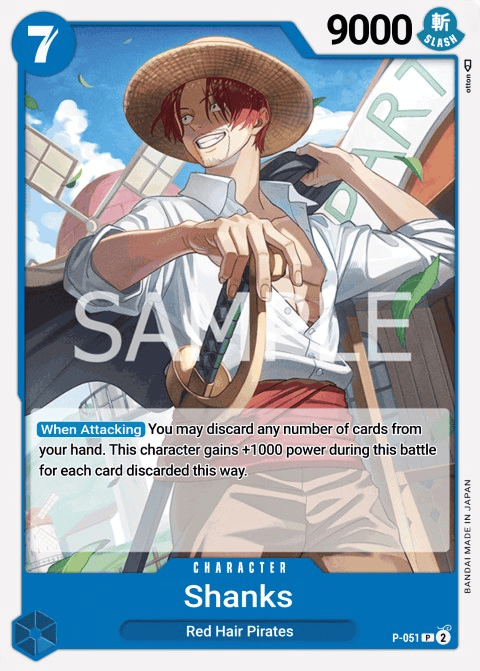 7
9000
斬
SLASH
otton
PART
SAMPLE
When Attacking You may discard any number of cards from
your hand. This character gains +1000 power during this battle
for each card discarded this way.
BANDAI MADE IN JAPAN
CHARACTER
Shanks
Red Hair Pirates
P-051 P 2